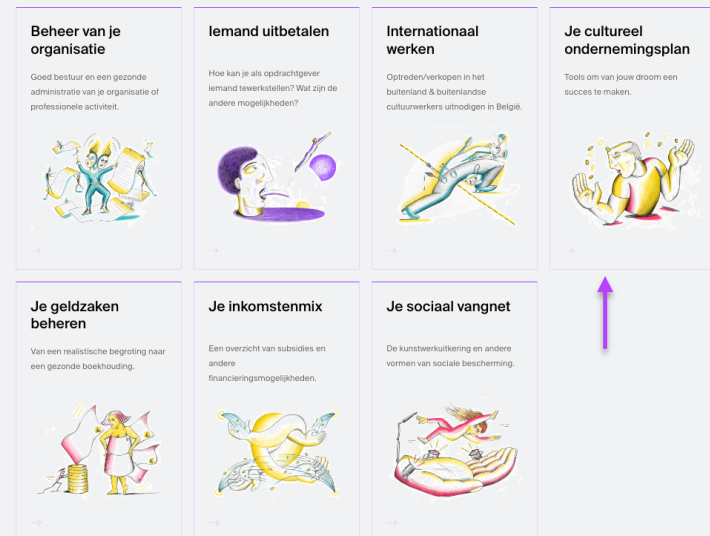 Beheer van je
organisatie
Goed bestuur en een gezonde
administratie van je organisatie of
professionele activiteit.
Iemand uitbetalen
Hoe kan je als opdrachtgever
iemand tewerkstellen? Wat zijn de
andere mogelijkheden?
Internationaal
werken
Optreden/verkopen in het
buitenland & buitenlandse
cultuurwerkers uitnodigen in België.
Je cultureel
ondernemingsplan
Tools om van jouw droom een
succes te maken.
Je geldzaken
beheren
Van een realistische begroting naar
een gezonde boekhouding.
Je inkomstenmix
Een overzicht van subsidies en
andere
financieringsmogelijkheden.
Je sociaal vangnet
De kunstwerkuitkering en andere
vormen van sociale bescherming.